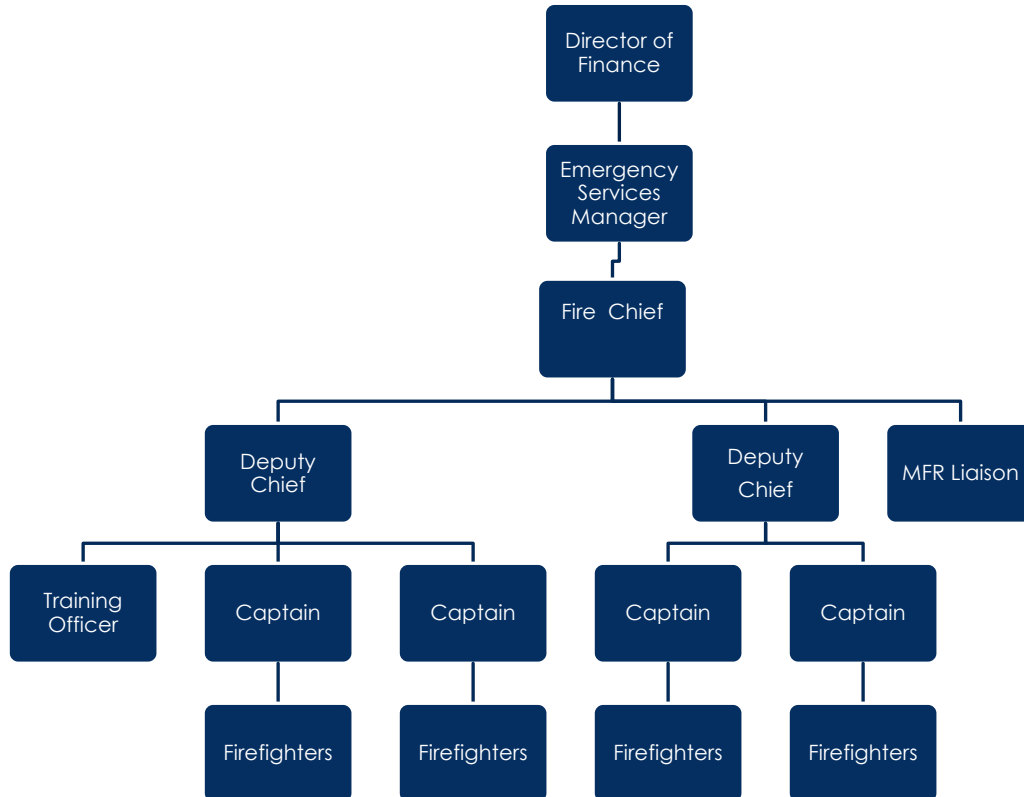 Director of
Finance
Emergency
Services
Manager
Fire Chief
Deputy
Chief
Deputy
Chief
MFR Liaison
Training
Officer
Captain
Captain
Captain
Captain
Firefighters
Firefighters
Firefighters
Firefighters